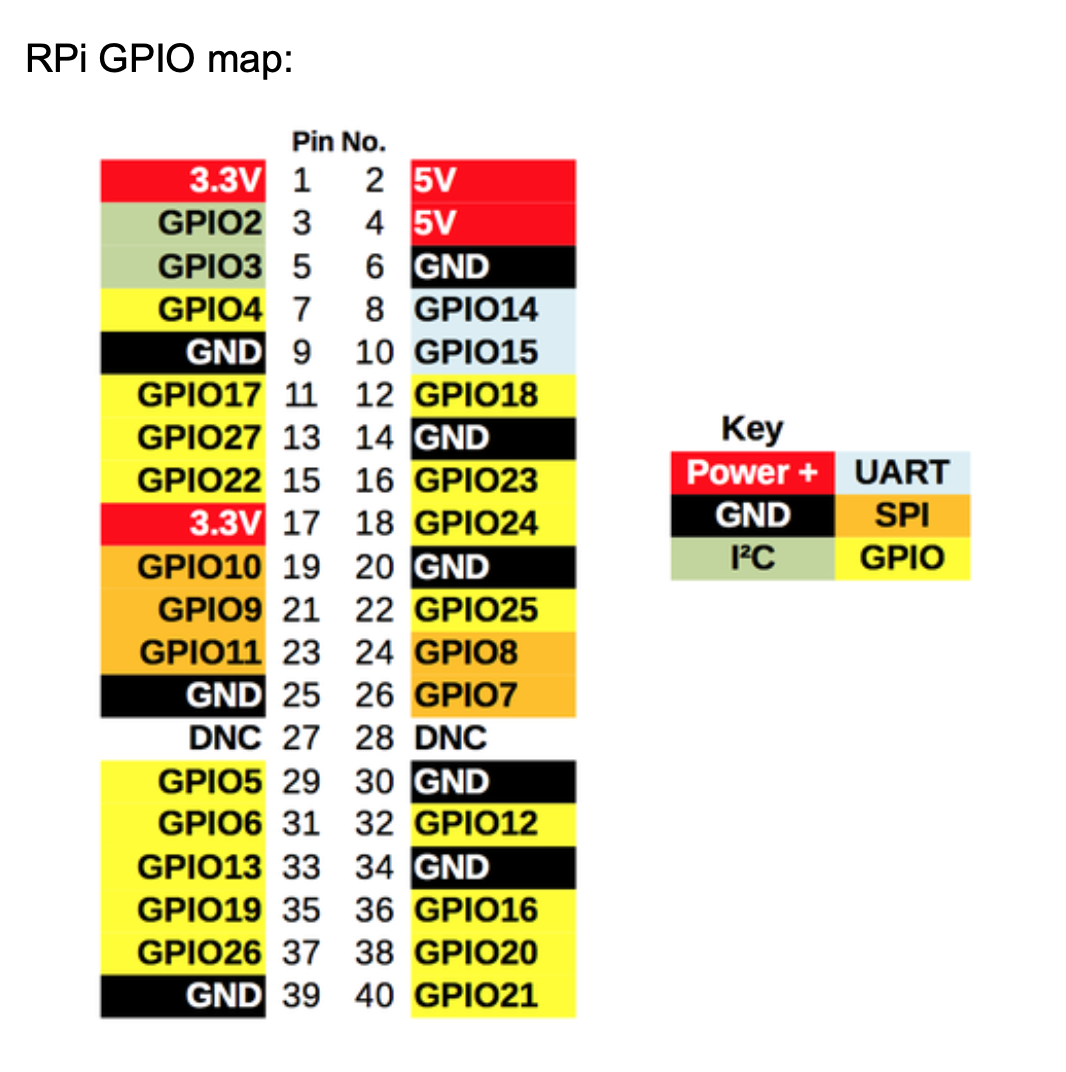 RPi GPIO map:
Pin No.
3.3V 1 2 5V
GPIO2 3 4 5V
GPIO3 5 6 GND
GPIO4 7 8 GPIO14
GND 9 10 GPIO15
GPIO17 11 12 GPIO18
GPIO27 13 14 GND
GPIO22 15 16 GPIO23
3.3V 17 18 GPIO24
GPIO10 19 20 GND
GPIO9 21 22 GPIO25
GPIO11 23 24 GPIO8
GND 25 26 GPIO7
DNC 27 28 DNC
GPIO5 29 30 GND
GPIO6 31 32 GPIO12
GPIO13 33 34 GND
GPIO19 35 36 GPIO16
GPIO26 37 38 GPIO20
GND 39 40 GPIO21
Key
Power + UART
GND SPI
I²C GPIO